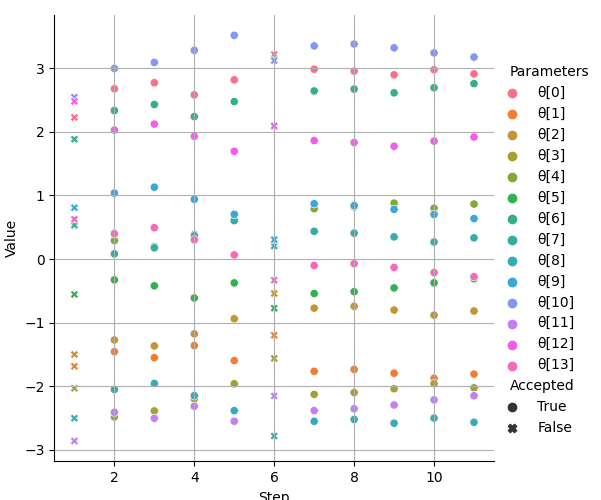 3
2
1
0
−1
−2
−3
Value
2
4
6
8
10
Step
Parameters
θ[0]
θ[1]
θ[2]
θ[3]
θ[4]
θ[5]
θ[6]
θ[7]
θ[8]
θ[9]
θ[10]
θ[11]
θ[12]
θ[13]
Accepted
True
False